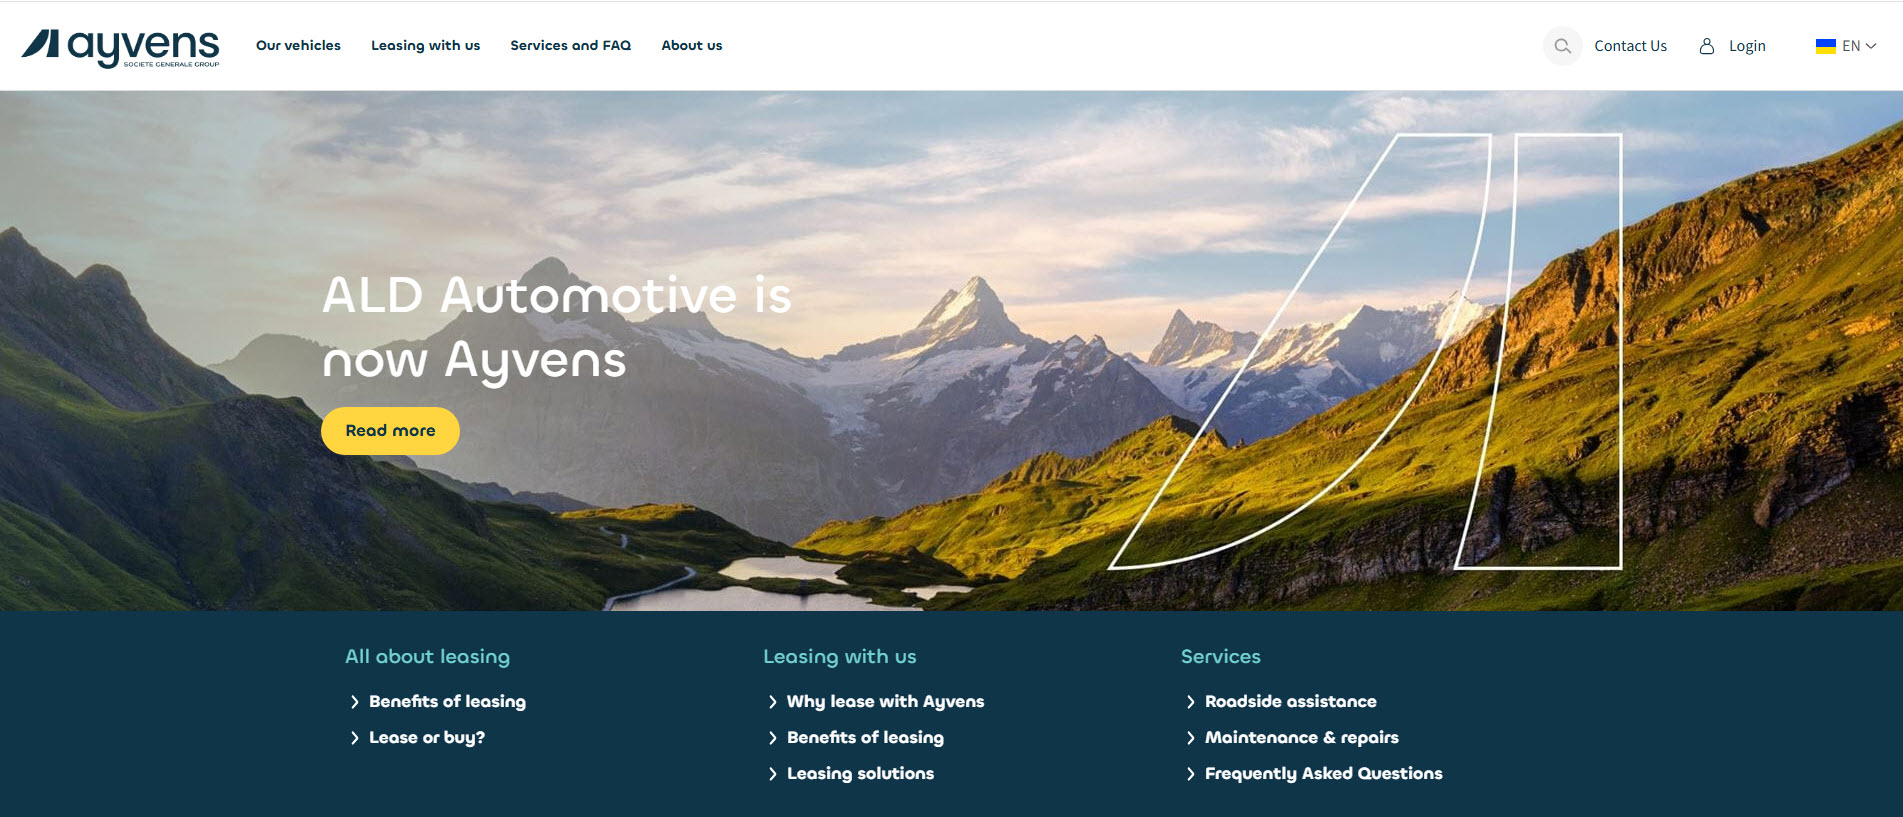 ayvens
SOCIETE GENERALE GROUP
Our vehicles
Leasing with us
Services and FAQ
About us
Contact Us
Login
EN
ALD Automotive is
now Ayvens
Read more
All about leasing
Benefits of leasing
Lease or buy?
Leasing with us
Why lease with Ayvens
Benefits of leasing
Leasing solutions
Services
Roadside assistance
Maintenance & repairs
Frequently Asked Questions